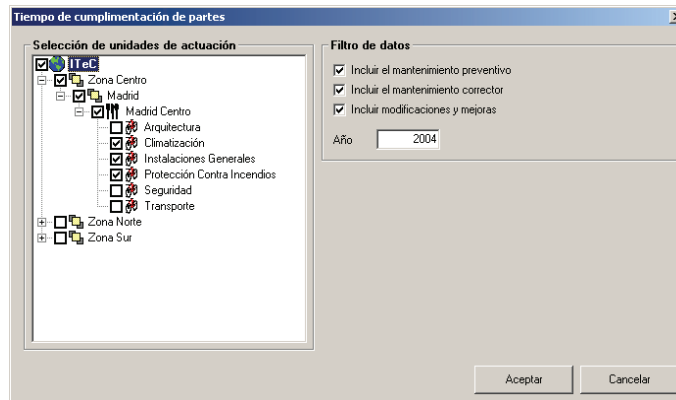 Tiempo de cumplimentación de partes
Selección de unidades de actuación
ITeC
Zona Centro
Madrid
Madrid Centro
Arquitectura
Climatización
Instalaciones Generales
Protección Contra Incendios
Seguridad
Transporte
Zona Norte
Zona Sur
Filtro de datos
Incluir el mantenimiento preventivo
Incluir el mantenimiento corrector
Incluir modificaciones y mejoras
Año 2004
Aceptar Cancelar